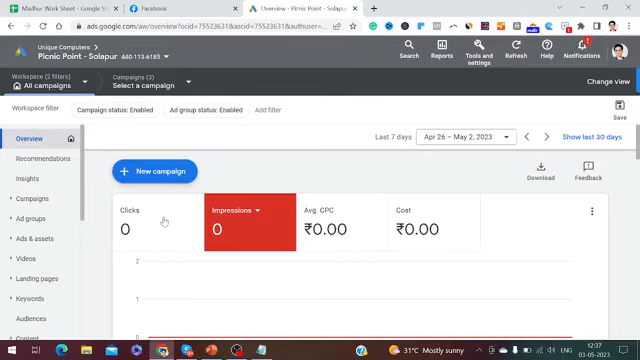 Madhur Work Sheet - Google Sh
Facebook
Overview - Picnic Point - Solapur
ads.google.com/aw/overview?ocid=75523631&ascid=75523631&authuser=...
Unique Computers
Picnic Point - Solapur 440-113-6185
Search
Reports
Tools and settings
Refresh
Help
Notifications
Workspace (2 filters)
All campaigns
Campaigns (3)
Select a campaign
Change view
Workspace filter
Campaign status: Enabled
Ad group status: Enabled
Add filter
Save
Overview
Recommendations
Insights
Campaigns
Ad groups
Ads & assets
Videos
Landing pages
Keywords
Audiences
Content
Last 7 days
Apr 26 – May 2, 2023
Show last 30 days
New campaign
Download
Feedback
Clicks
0
Impressions
0
Avg. CPC
₹0.00
Cost
₹0.00
2
1
0
31°C Mostly sunny
ENG
12:37
03-05-2023